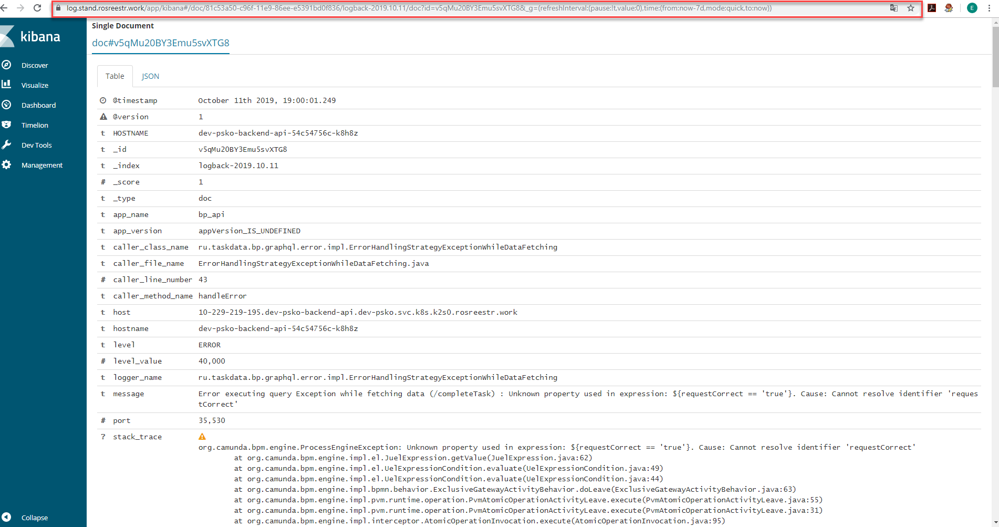 log.stand.rosreestr.work/app/kibana#/doc/81c53a50-c96f-11e9-86ee-e5391bd0f836/logback-2019.10.11/doc?id=v5qMu20BY3Emu5svXTG8&_g=(refreshInterval:(pause:!t,value:0),time:(from:now-7d,mode:quick,to:now))
E
kibana
Discover
Visualize
Dashboard
Timelion
Dev Tools
Management
Collapse
Single Document
doc#v5qMu20BY3Emu5svXTG8
Table JSON
@timestamp October 11th 2019, 19:00:01.249
@version 1
t HOSTNAME dev-psko-backend-api-54c54756c-k8h8z
t _id v5qMu20BY3Emu5svXTG8
t _index logback-2019.10.11
# _score 1
t _type doc
t app_name bp_api
t app_version appVersion_IS_UNDEFINED
t caller_class_name ru.taskdata.bp.graphql.error.impl.ErrorHandlingStrategyExceptionWhileDataFetching
t caller_file_name ErrorHandlingStrategyExceptionWhileDataFetching.java
# caller_line_number 43
t caller_method_name handleError
t host 10-229-219-195.dev-psko-backend-api.dev-psko.svc.k8s.k2s0.rosreestr.work
t hostname dev-psko-backend-api-54c54756c-k8h8z
t level ERROR
# level_value 40,000
t logger_name ru.taskdata.bp.graphql.error.impl.ErrorHandlingStrategyExceptionWhileDataFetching
t message Error executing query Exception while fetching data (/completeTask) : Unknown property used in expression: ${requestCorrect == 'true'}. Cause: Cannot resolve identifier 'reques
tCorrect'
# port 35,530
? stack_trace
org.camunda.bpm.engine.ProcessEngineException: Unknown property used in expression: ${requestCorrect == 'true'}. Cause: Cannot resolve identifier 'requestCorrect'
at org.camunda.bpm.engine.impl.el.JuelExpression.getValue(JuelExpression.java:62)
at org.camunda.bpm.engine.impl.el.UelExpressionCondition.evaluate(UelExpressionCondition.java:49)
at org.camunda.bpm.engine.impl.el.UelExpressionCondition.evaluate(UelExpressionCondition.java:44)
at org.camunda.bpm.engine.impl.bpmn.behavior.ExclusiveGatewayActivityBehavior.doLeave(ExclusiveGatewayActivityBehavior.java:63)
at org.camunda.bpm.engine.impl.pvm.runtime.operation.PvmAtomicOperationActivityLeave.execute(PvmAtomicOperationActivityLeave.java:55)
at org.camunda.bpm.engine.impl.pvm.runtime.operation.PvmAtomicOperationActivityLeave.execute(PvmAtomicOperationActivityLeave.java:31)
at org.camunda.bpm.engine.impl.interceptor.AtomicOperationInvocation.execute(AtomicOperationInvocation.java:95)